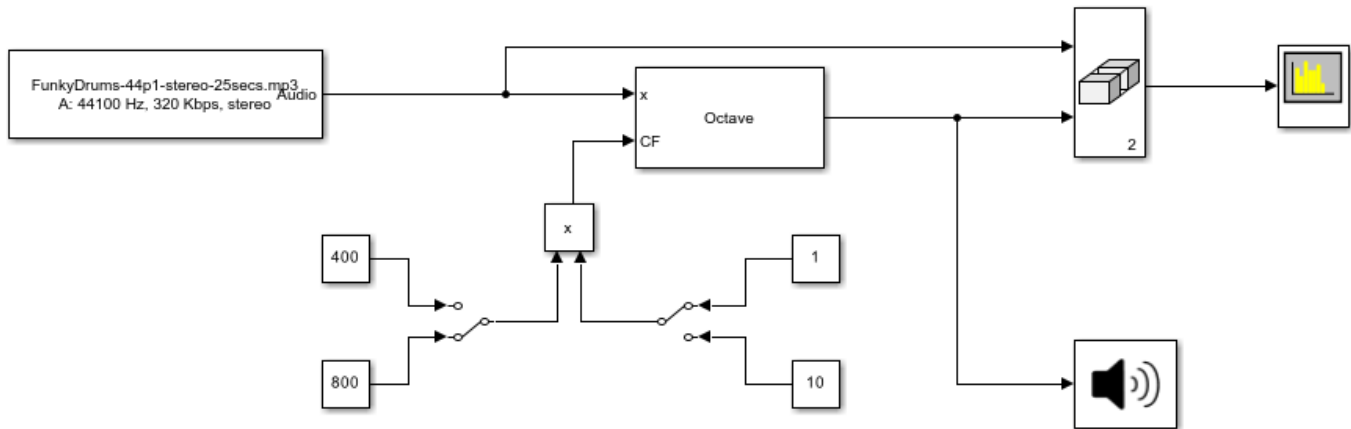 FunkyDrums-44p1-stereo-25secs.mp3
A: 44100 Hz, 320 Kbps, stereo
Audio
x
CF
Octave
2
x
400
800
1
10